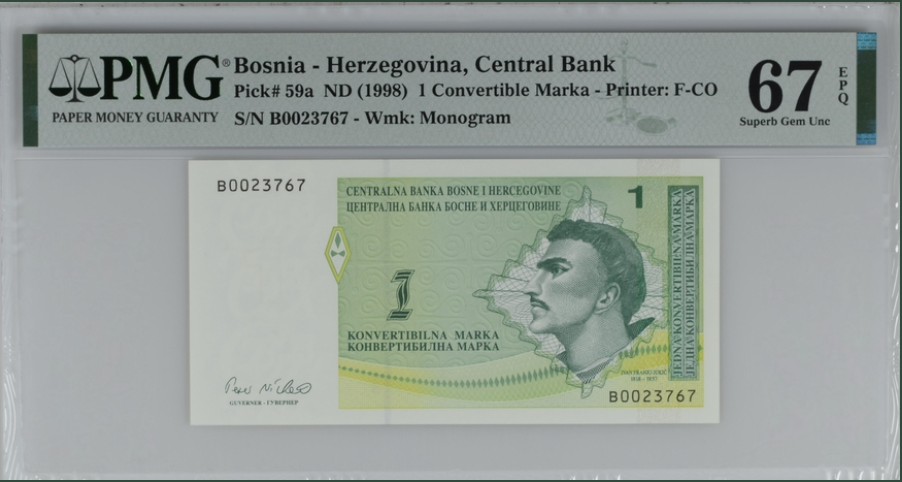 PMG®
PAPER MONEY GUARANTY
Bosnia - Herzegovina, Central Bank
Pick# 59a ND (1998) 1 Convertible Marka - Printer: F-CO
S/N B0023767 - Wmk: Monogram
67
EPQ
Superb Gem Unc
B0023767
CENTRALNA BANKA BOSNE I HERCEGOVINE
ЦЕНТРАЛНА БАНКА БОСНЕ И ХЕРЦЕГОВИНЕ
1
1
KONVERTIBILNA MARKA
КОНВЕРТИБИЛНА МАРКА
JEDNA KONVERTIBILNA MARKA
ЈЕДНА КОНВЕРТИБИЛНА МАРКА
GUVERNER - ГУВЕРНЕР
1818 - 1857
B0023767